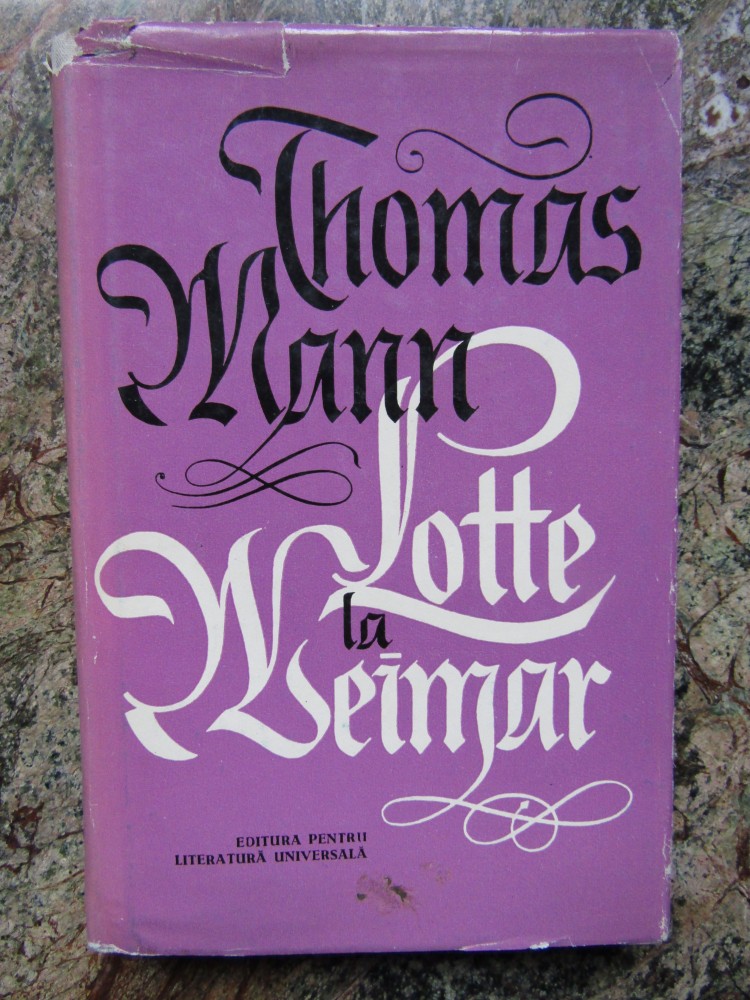 Thomas
Mann
Lotte
la
Weimar
EDITURA PENTRU
LITERATURĂ UNIVERSALĂ